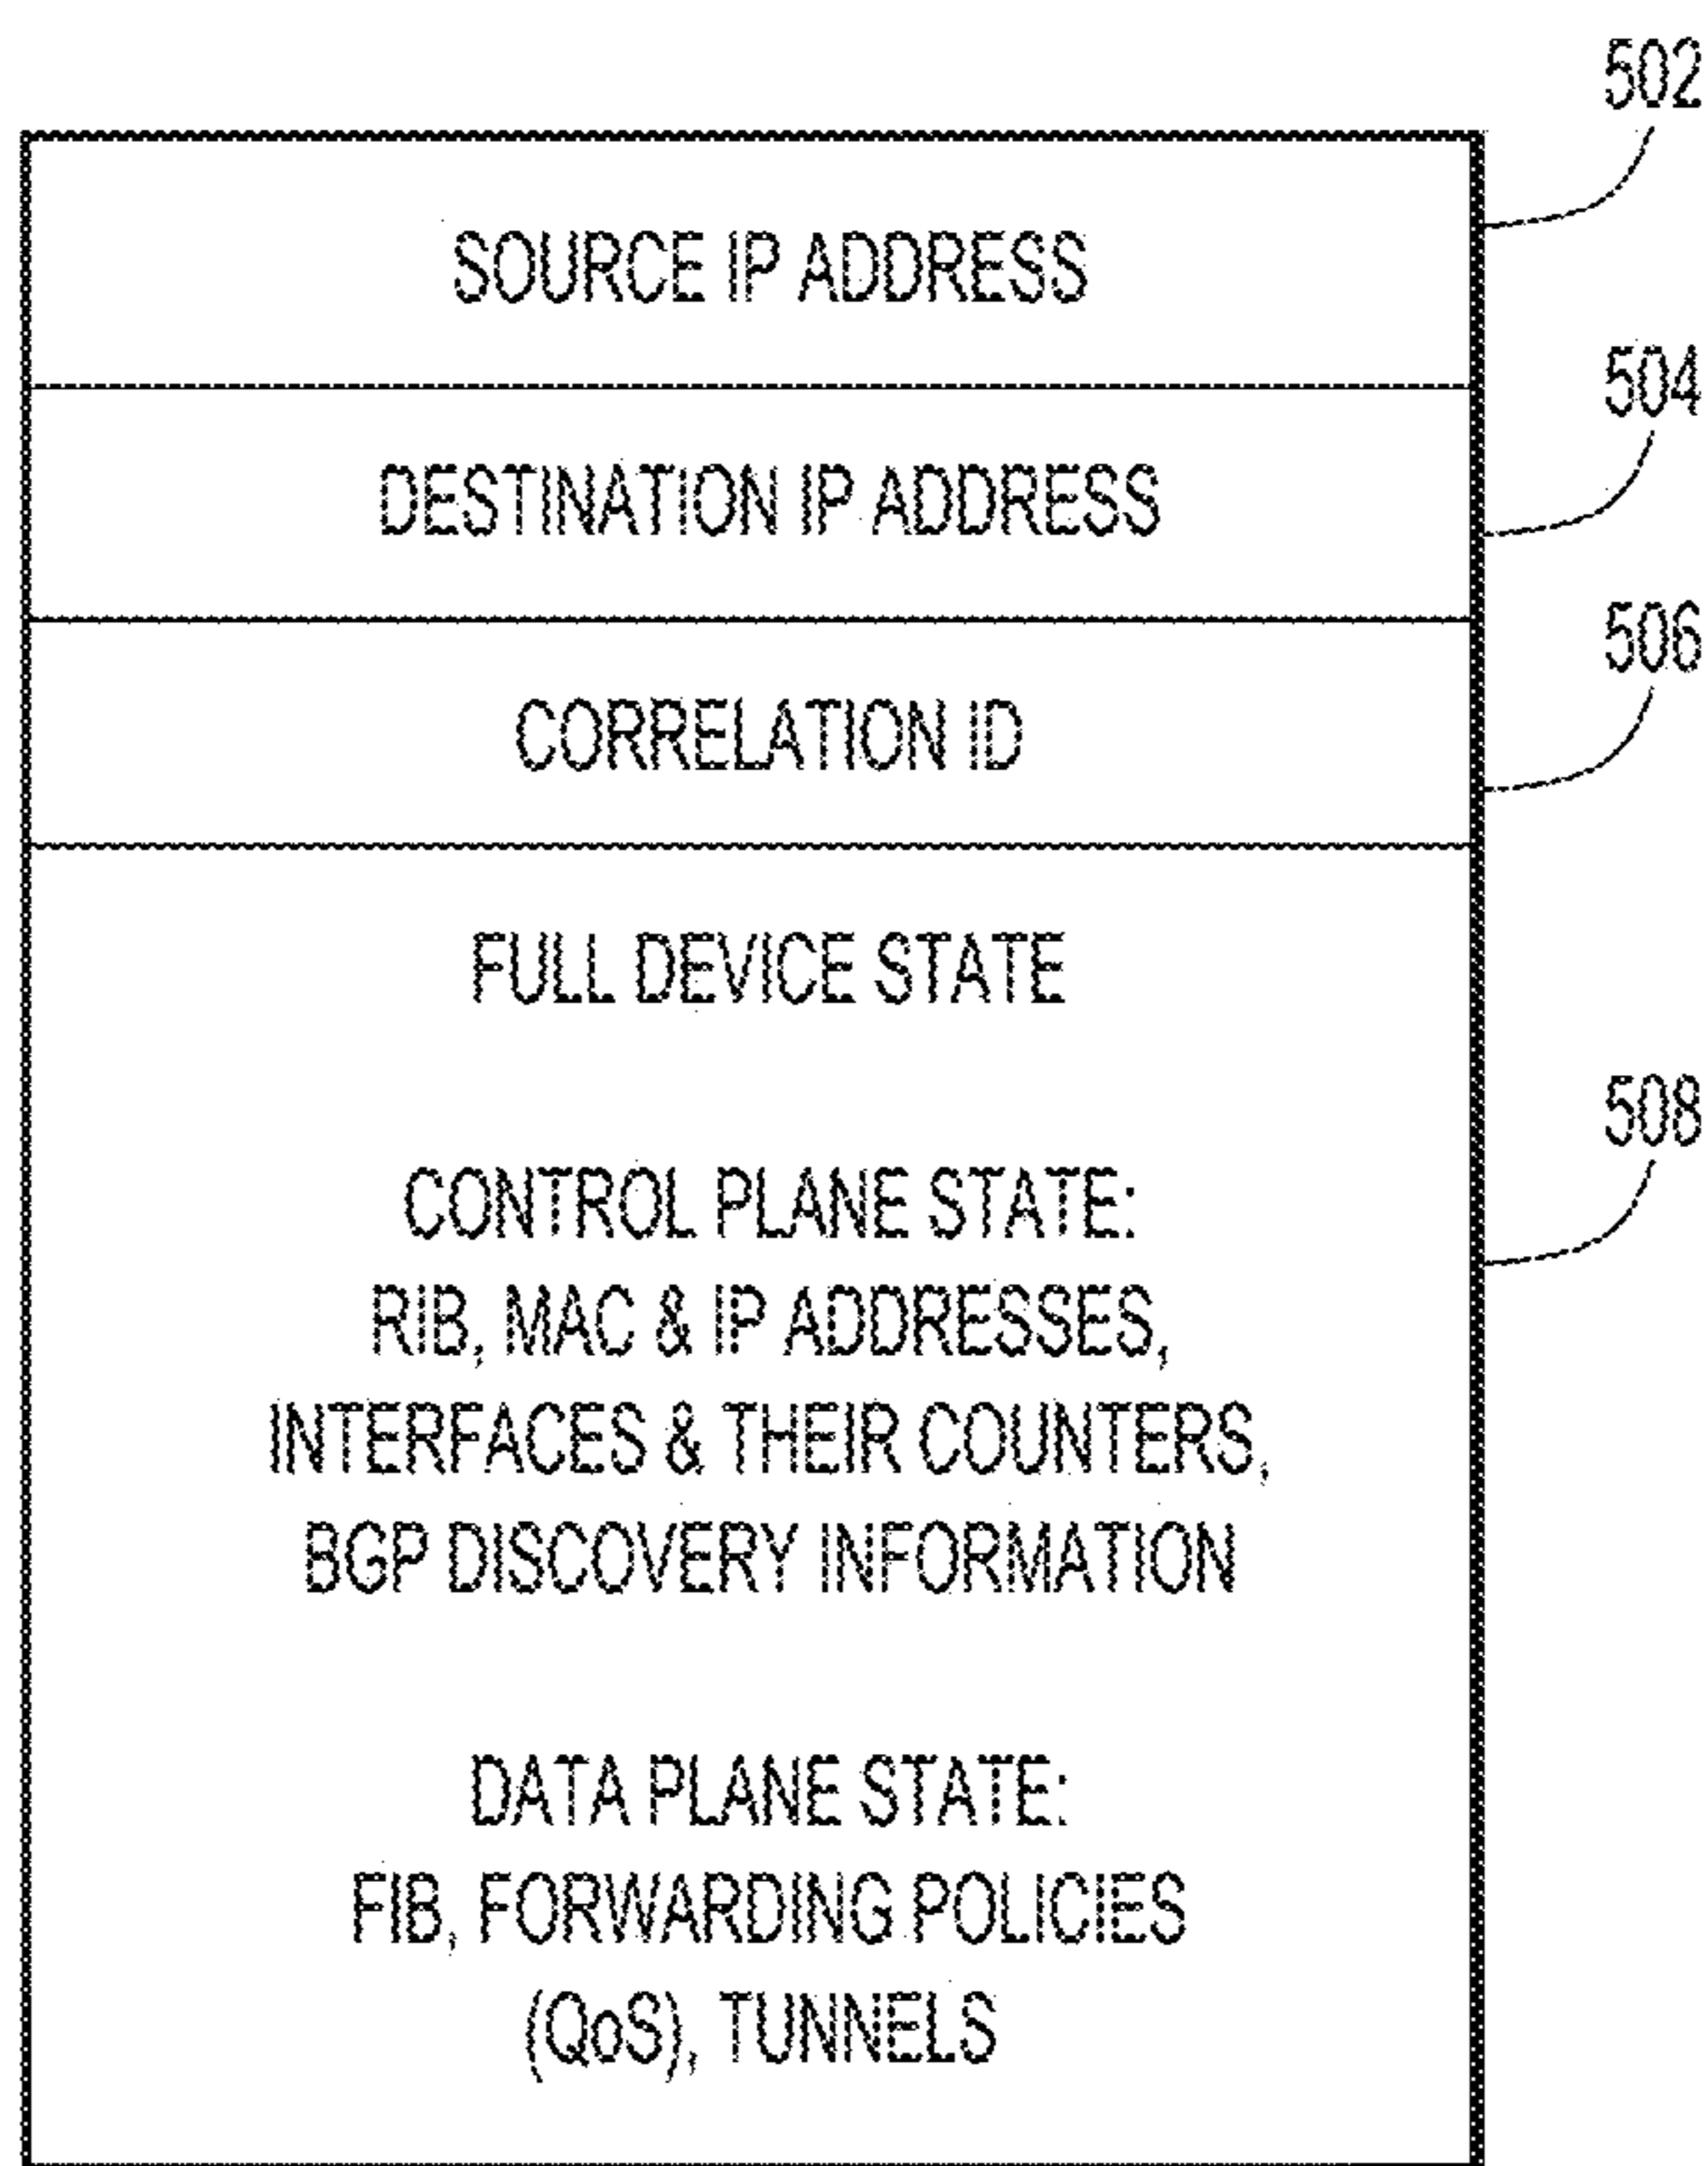 502
SOURCE IP ADDRESS
504
DESTINATION IP ADDRESS
506
CORRELATION ID
FULL DEVICE STATE
508
CONTROL PLANE STATE:
RIB, MAC & IP ADDRESSES,
INTERFACES & THEIR COUNTERS,
BGP DISCOVERY INFORMATION
DATA PLANE STATE:
FIB, FORWARDING POLICIES
(QoS), TUNNELS